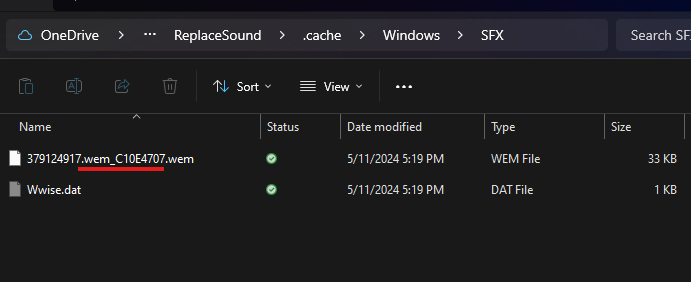 OneDrive > ... ReplaceSound > .cache > Windows > SFX > Search SF
Sort View ...
Name Status Date modified Type Size
379124917.wem_C10E4707.wem 5/11/2024 5:19 PM WEM File 33 KB
Wwise.dat 5/11/2024 5:19 PM DAT File 1 KB